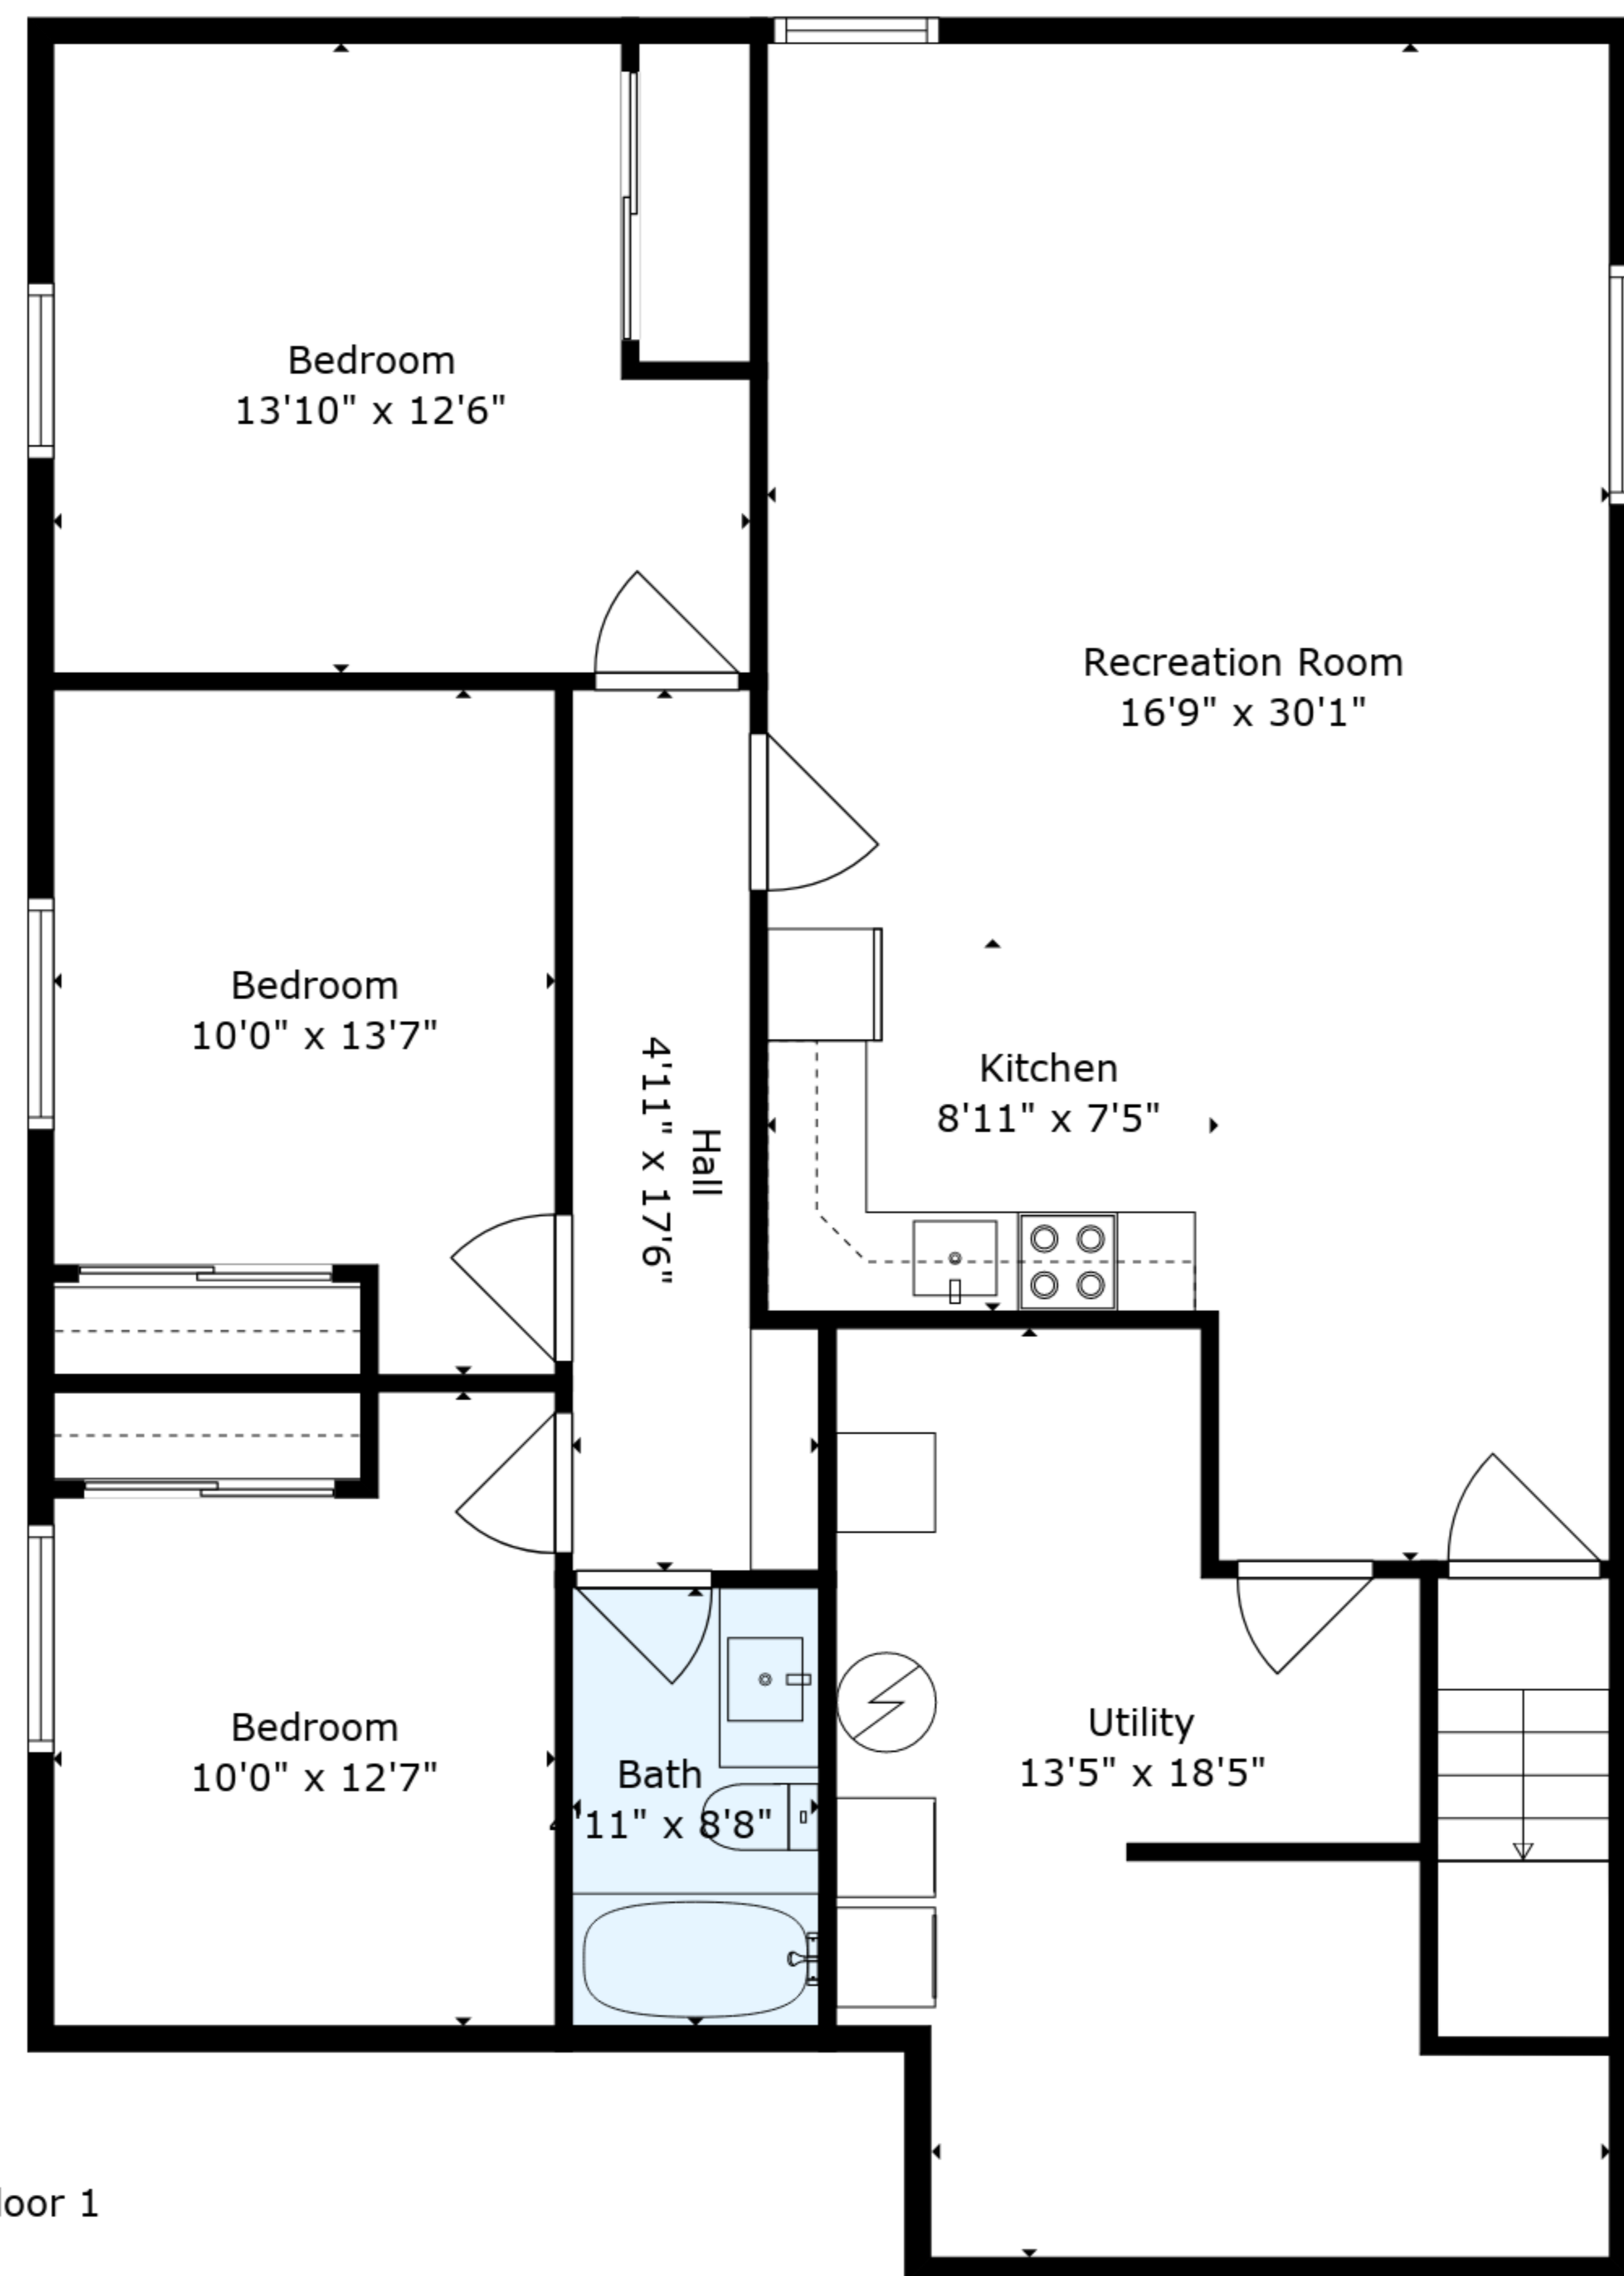 Bedroom
13'10" x 12'6"
Recreation Room
16'9" x 30'1"
Bedroom
10'0" x 13'7"
Hall
4'11" x 17'6"
Kitchen
8'11" x 7'5"
Bedroom
10'0" x 12'7"
Bath
4'11" x 8'8"
Utility
13'5" x 18'5"
loor 1